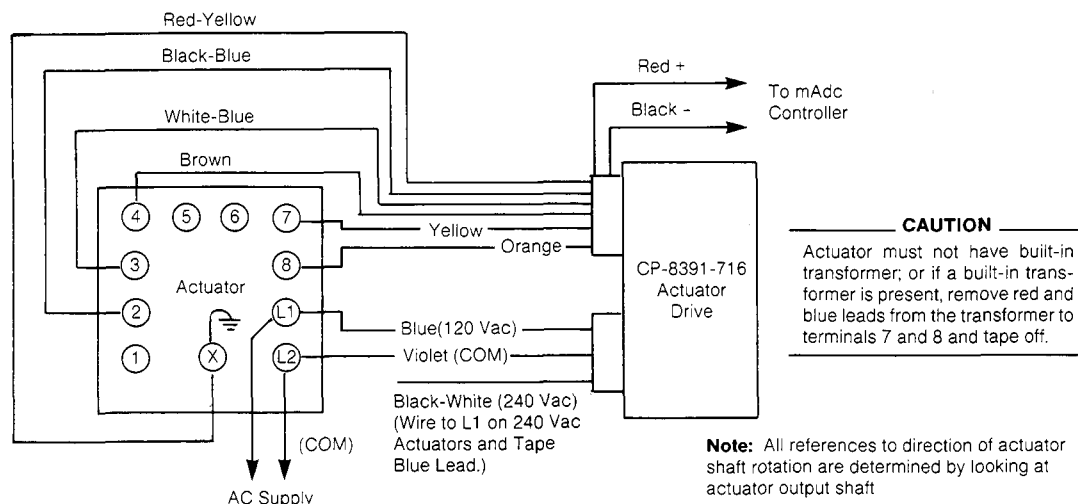 Red-Yellow
Black-Blue
White-Blue
Brown
Red +
Black -
To mAdc
Controller
4
5
6
7
3
8
Actuator
2
L1
1
X
L2
Yellow
Orange
Blue(120 Vac)
Violet (COM)
Black-White (240 Vac)
(Wire to L1 on 240 Vac
Actuators and Tape
Blue Lead.)
(COM)
AC Supply
CP-8391-716
Actuator
Drive
CAUTION
Actuator must not have built-in
transformer; or if a built-in trans-
former is present, remove red and
blue leads from the transformer to
terminals 7 and 8 and tape off.
Note: All references to direction of actuator
shaft rotation are determined by looking at
actuator output shaft